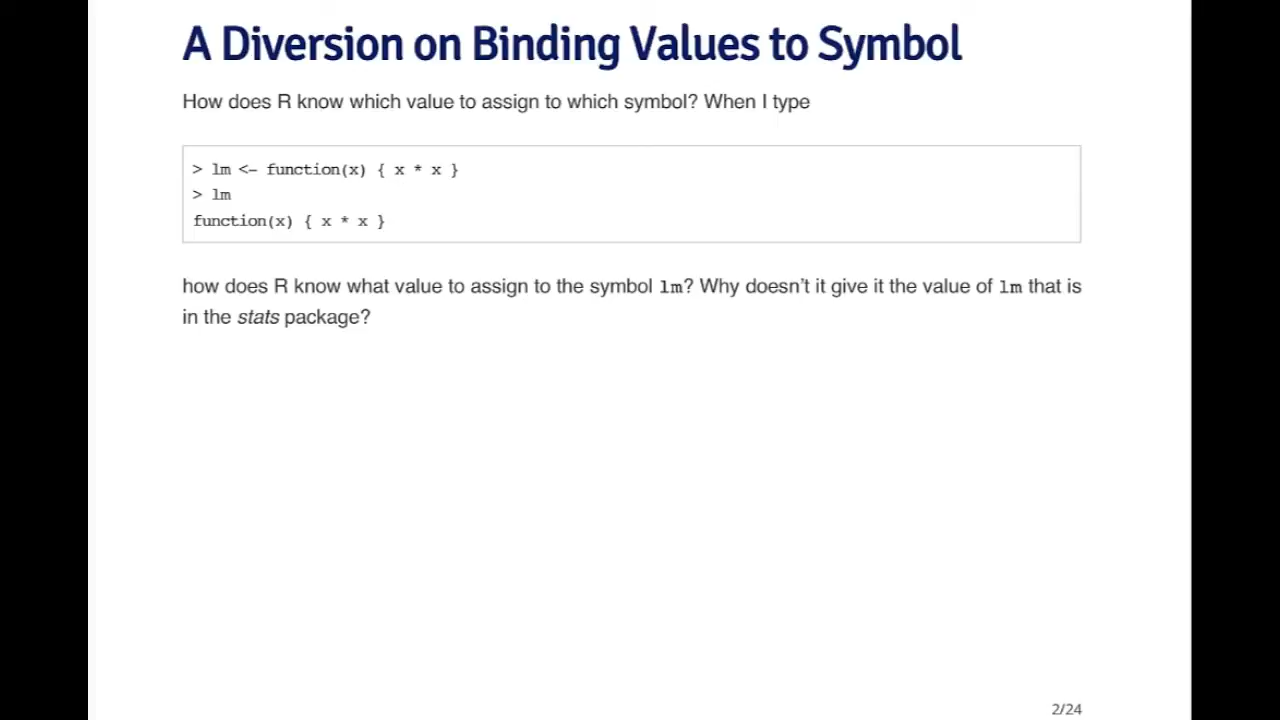 A Diversion on Binding Values to Symbol
How does R know which value to assign to which symbol? When I type
> lm <- function(x) { x * x }
> lm
function(x) { x * x }
how does R know what value to assign to the symbol lm? Why doesn't it give it the value of lm that is
in the stats package?
2/24